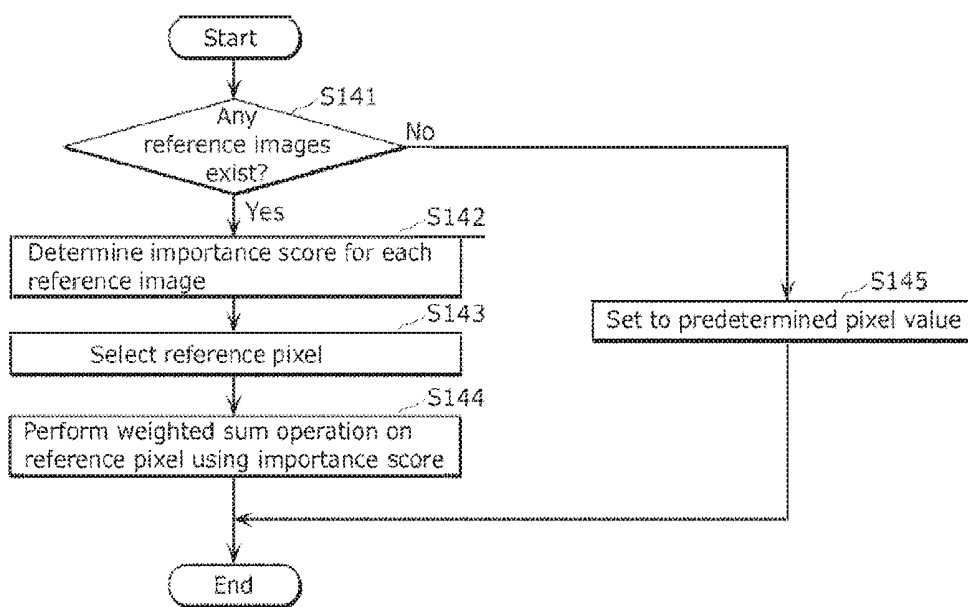 Start
S141
Any
reference images
exist?
No
Yes
S142
Determine importance score for each
reference image
S143
Select reference pixel
S144
Perform weighted sum operation on
reference pixel using importance score
S145
Set to predetermined pixel value
End